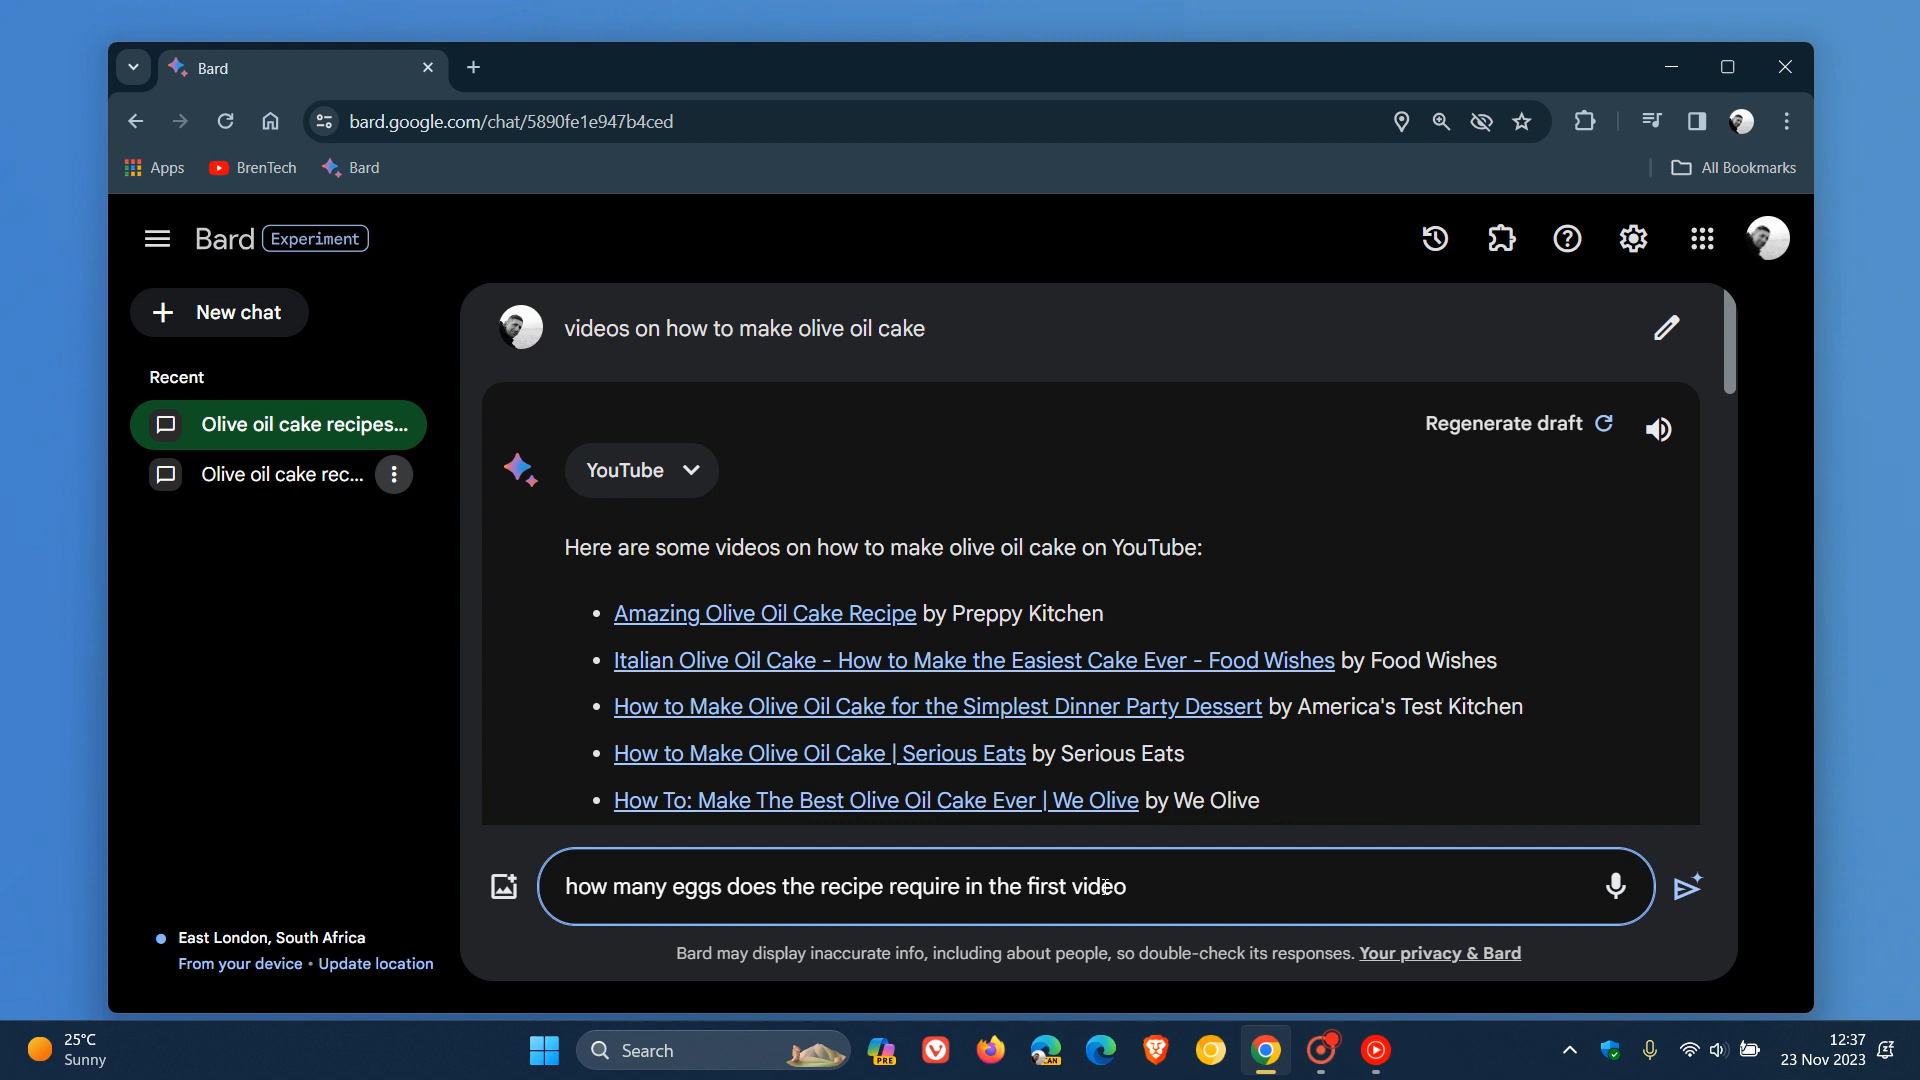 Bard
bard.google.com/chat/5890fe1e947b4ced
Apps
BrenTech
Bard
All Bookmarks
Bard
Experiment
New chat
Recent
Olive oil cake recipes...
Olive oil cake rec...
videos on how to make olive oil cake
Regenerate draft
YouTube
Here are some videos on how to make olive oil cake on YouTube:
• Amazing Olive Oil Cake Recipe by Preppy Kitchen
• Italian Olive Oil Cake - How to Make the Easiest Cake Ever - Food Wishes by Food Wishes
• How to Make Olive Oil Cake for the Simplest Dinner Party Dessert by America's Test Kitchen
• How to Make Olive Oil Cake | Serious Eats by Serious Eats
• How To: Make The Best Olive Oil Cake Ever | We Olive by We Olive
how many eggs does the recipe require in the first video
Bard may display inaccurate info, including about people, so double-check its responses. Your privacy & Bard
East London, South Africa
From your device • Update location
25°C
Sunny
Search
PRE
CAN
12:37
23 Nov 2023